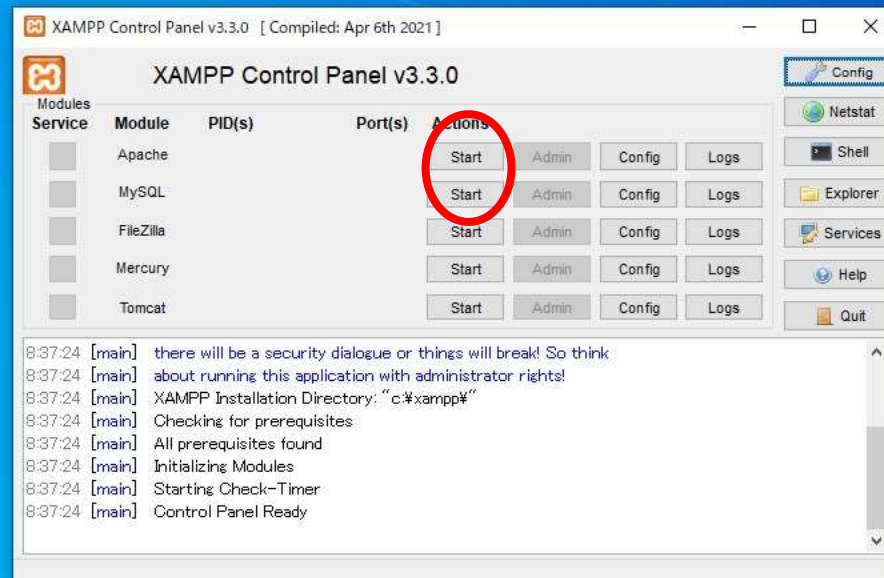 XAMPP Control Panel v3.3.0 [ Compiled: Apr 6th 2021 ]
XAMPP Control Panel v3.3.0
Modules
Service Module PID(s) Port(s) Actions
Apache Start Admin Config Logs
MySQL Start Admin Config Logs
FileZilla Start Admin Config Logs
Mercury Start Admin Config Logs
Tomcat Start Admin Config Logs
Config
Netstat
Shell
Explorer
Services
Help
Quit
8:37:24 [main] there will be a security dialogue or things will break! So think
8:37:24 [main] about running this application with administrator rights!
8:37:24 [main] XAMPP Installation Directory: "c:¥xampp¥"
8:37:24 [main] Checking for prerequisites
8:37:24 [main] All prerequisites found
8:37:24 [main] Initializing Modules
8:37:24 [main] Starting Check-Timer
8:37:24 [main] Control Panel Ready